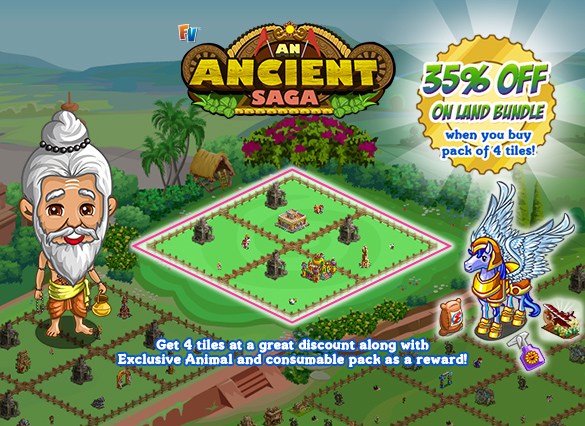 FV
AN
ANCIENT
SAGA
35% OFF
ON LAND BUNDLE
when you buy
pack of 4 tiles!
Get 4 tiles at a great discount along with
Exclusive Animal and consumable pack as a reward!